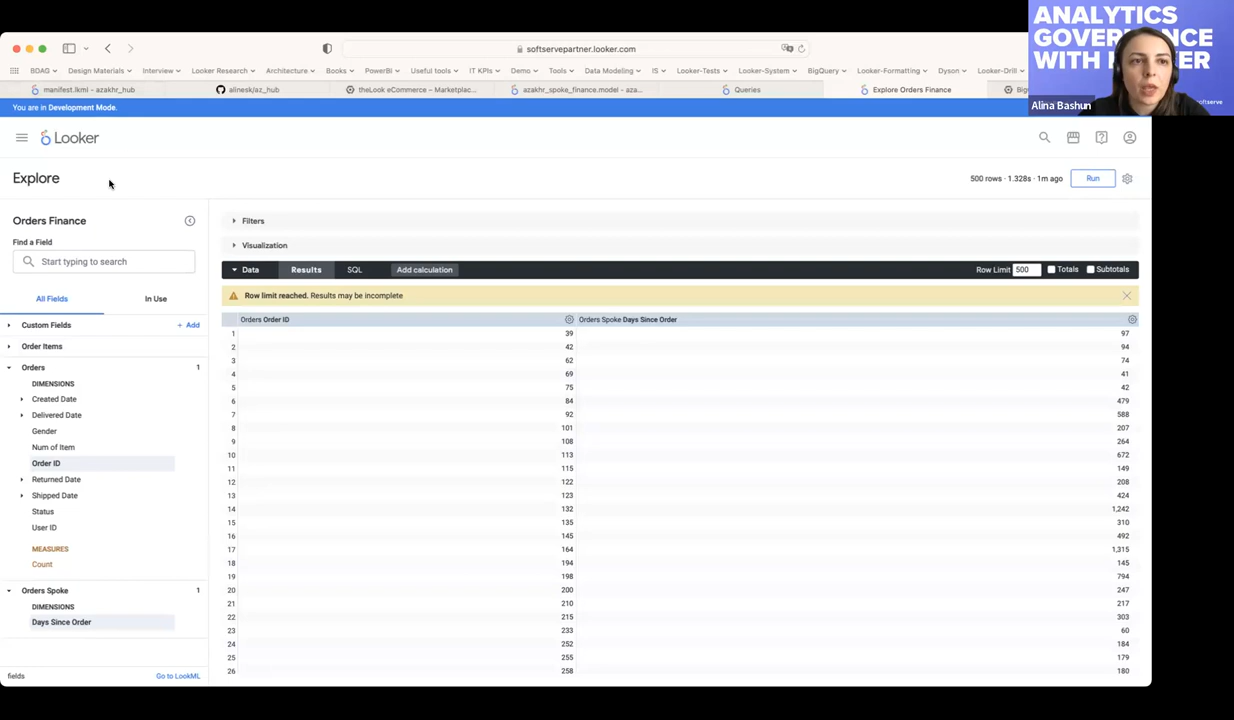 ANALYTICS
GOVERNANCE
WITH
Alina Bashun
softserve
softservepartner.looker.com
BOAG
Design Materials
Interview
Looker Research
Architecture
Books
PowerBI
Useful tools
IT KPIs
Demo
Tools
Data Modeling
IS
Looker-Tests
Looker-System
BigQuery
Looker-Formatting
Dyson
Looker-Drill
manifest.lkml - azakhr_hub
alinesk/az_hub
theLook eCommerce – Marketplac...
azakhr_spoke_finance.model - aza...
Queries
Explore Orders Finance
You are in Development Mode.
Looker
Explore
500 rows · 1.328s · 1m ago
Run
Orders Finance
Find a Field
Start typing to search
All Fields
In Use
Custom Fields
+ Add
Order Items
Orders 1
DIMENSIONS
Created Date
Delivered Date
Gender
Num of Item
Order ID
Returned Date
Shipped Date
Status
User ID
MEASURES
Count
Orders Spoke 1
DIMENSIONS
Days Since Order
fields
Go to LookML
Filters
Visualization
Data
Results
SQL
Add calculation
Row Limit 500
Totals
Subtotals
Row limit reached. Results may be incomplete
Orders Order ID
Orders Spoke Days Since Order
1 39 97
2 42 94
3 62 74
4 69 41
5 75 42
6 84 479
7 92 588
8 101 207
9 108 264
10 113 672
11 115 149
12 122 208
13 123 424
14 132 1,242
15 135 310
16 145 492
17 164 1,315
18 194 145
19 198 794
20 200 247
21 210 217
22 215 303
23 233 60
24 252 184
25 255 179
26 258 180